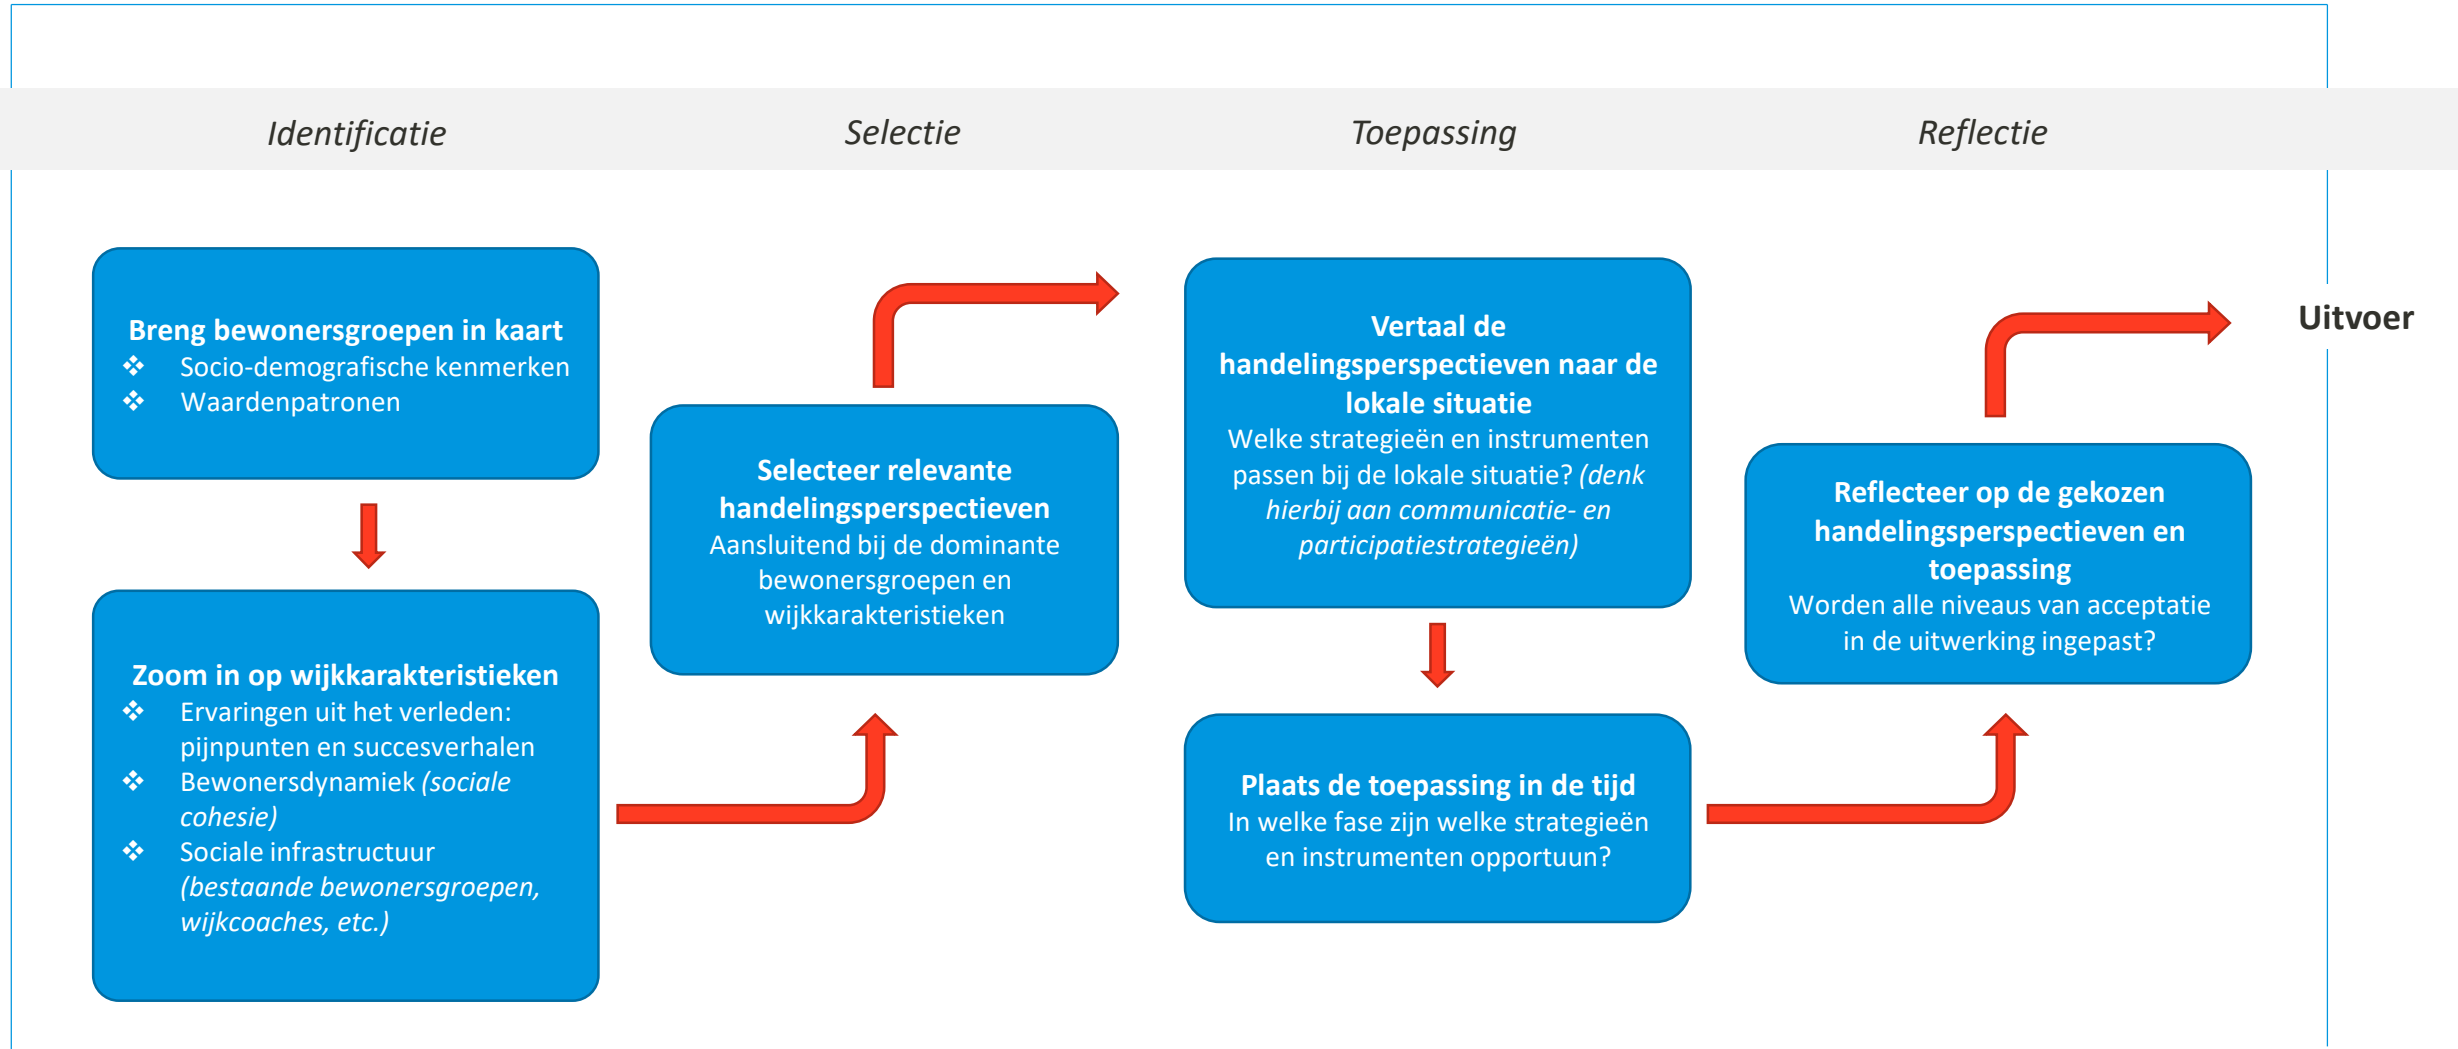 Identificatie
Selectie
Toepassing
Reflectie
Breng bewonersgroepen in kaart
❖ Socio-demografische kenmerken
❖ Waardenpatronen
Zoom in op wijkkarakteristieken
❖ Ervaringen uit het verleden:
pijnpunten en succesverhalen
❖ Bewonersdynamiek (sociale
cohesie)
❖ Sociale infrastructuur
(bestaande bewonersgroepen,
wijkcoaches, etc.)
Selecteer relevante
handelingsperspectieven
Aansluitend bij de dominante
bewonersgroepen en
wijkkarakteristieken
Vertaal de
handelingsperspectieven naar de
lokale situatie
Welke strategieën en instrumenten
passen bij de lokale situatie? (denk
hierbij aan communicatie- en
participatiestrategieën)
Plaats de toepassing in de tijd
In welke fase zijn welke strategieën
en instrumenten opportuun?
Reflecteer op de gekozen
handelingsperspectieven en
toepassing
Worden alle niveaus van acceptatie
in de uitwerking ingepast?
Uitvoer